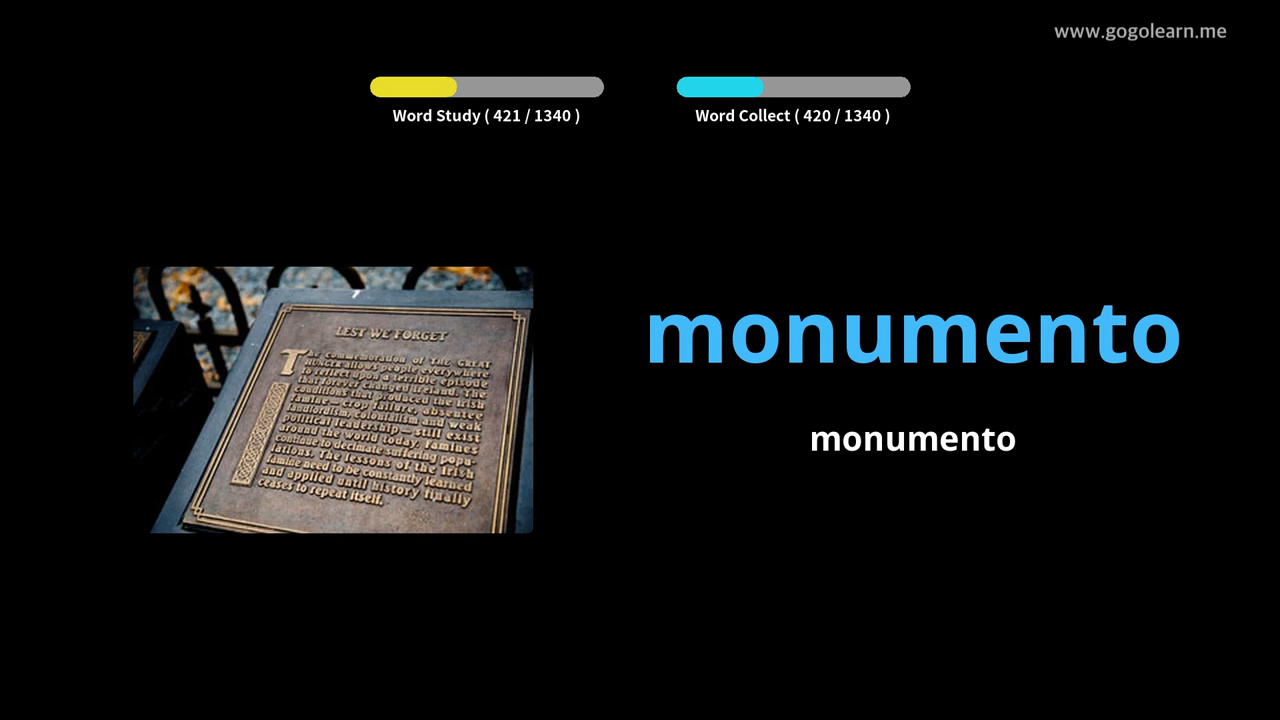 www.gogolearn.me
Word Study ( 421 / 1340 )
Word Collect ( 420 / 1340 )
LEST WE FORGET
The commemoration of THE GREAT
HUNGER allows people everywhere
to reflect upon a terrible episode
that forever changed Ireland. The
conditions that produced the Irish
famine — crop failure, absentee
landlordism, colonialism and weak
political leadership — still exist
around the world today. Famines
continue to decimate suffering popu-
lations. The lessons of the Irish
famine need to be constantly learned
and applied until history finally
ceases to repeat itself.
monumento
monumento